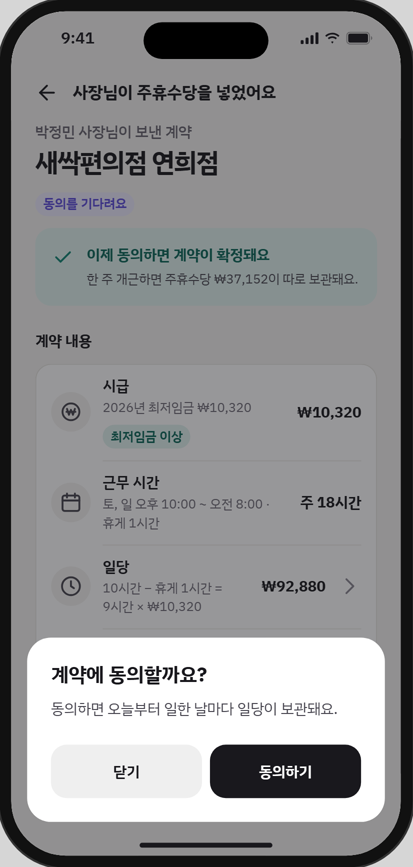 9:41
사장님이 주휴수당을 넣었어요
박정민 사장님이 보낸 계약
새싹편의점 연희점
동의를 기다려요
이제 동의하면 계약이 확정돼요
한 주 개근하면 주휴수당 ₩37,152이 따로 보관돼요.
계약 내용
시급
2026년 최저임금 ₩10,320
₩10,320
최저임금 이상
근무 시간
토, 일 오후 10:00 ~ 오전 8:00 ·
휴게 1시간
주 18시간
일당
10시간 − 휴게 1시간 =
9시간 × ₩10,320
₩92,880
계약에 동의할까요?
동의하면 오늘부터 일한 날마다 일당이 보관돼요.
닫기
동의하기